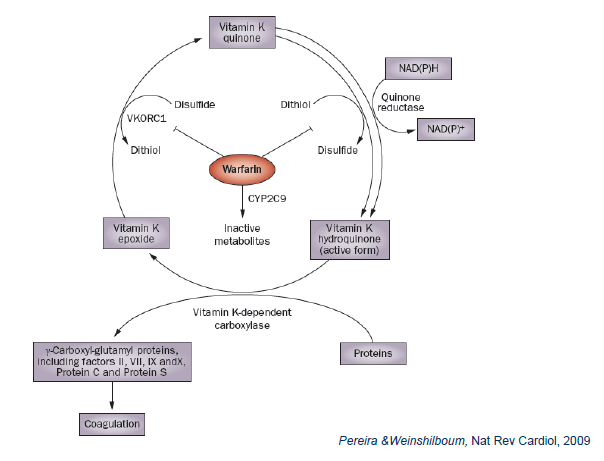 Vitamin K
quinone
NAD(P)H
Disulfide
Dithiol
Quinone
reductase
VKORC1
NAD(P)+
Dithiol
Disulfide
Warfarin
CYP2C9
Vitamin K
epoxide
Inactive
metabolites
Vitamin K
hydroquinone
(active form)
Vitamin K-dependent
carboxylase
γ-Carboxyl-glutamyl proteins,
including factors II, VII, IX andX,
Protein C and Protein S
Proteins
Coagulation
Pereira &Weinshilboum, Nat Rev Cardiol, 2009